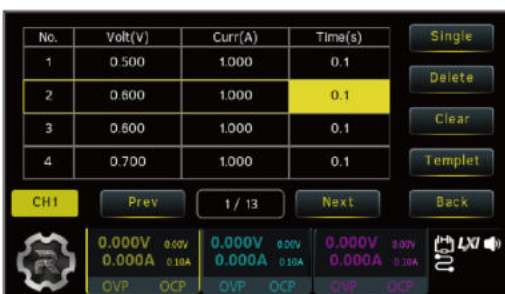 No. Volt(V) Curr(A) Time(s) Single
1 0.500 1.000 0.1
Delete
2 0.600 1.000 0.1
3 0.600 1.000 0.1 Clear
4 0.700 1.000 0.1 Templet
CH1 Prev 1 / 13 Next Back
0.000V 0.00V 0.000V 0.00V 0.000V 0.00V LXI
0.000A 0.10A 0.000A 0.10A 0.000A 0.10A
OVP OCP OVP OCP OVP OCP